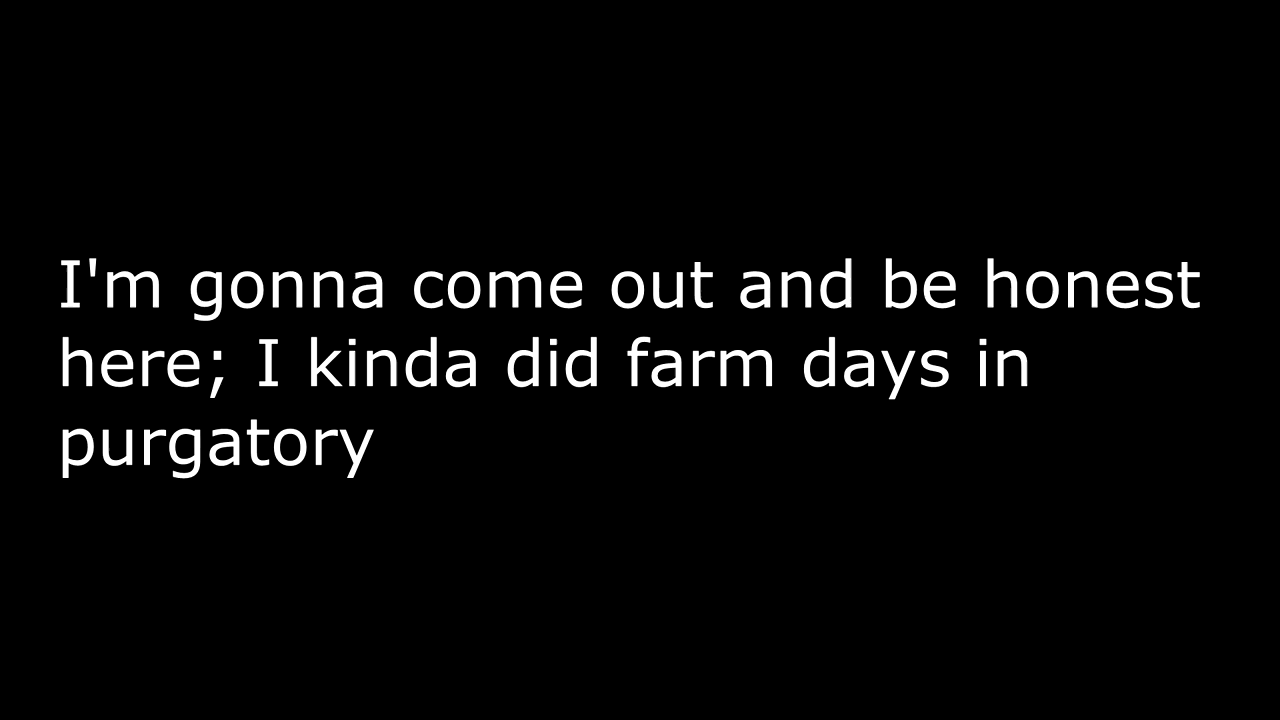 I'm gonna come out and be honest
here; I kinda did farm days in
purgatory